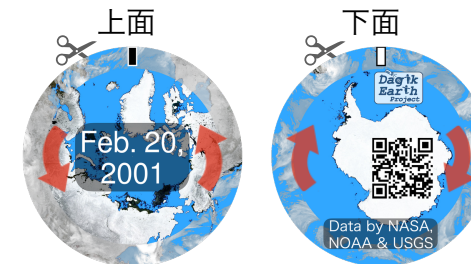 上面
下面
Feb. 20,
2001
Dagik
Earth
Project
Data by NASA,
NOAA & USGS